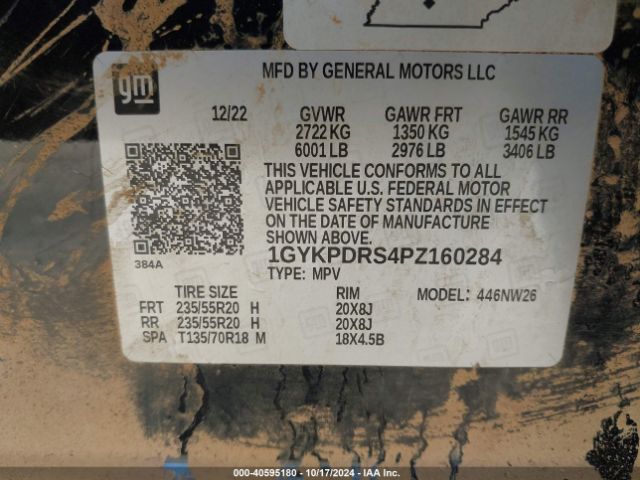 gm
MFD BY GENERAL MOTORS LLC
12/22 GVWR GAWR FRT GAWR RR
2722 KG 1350 KG 1545 KG
6001 LB 2976 LB 3406 LB
THIS VEHICLE CONFORMS TO ALL
APPLICABLE U.S. FEDERAL MOTOR
VEHICLE SAFETY STANDARDS IN EFFECT
ON THE DATE OF MANUFACTURE
SHOWN ABOVE.
384A
1GYKPDRS4PZ160284
TYPE: MPV
TIRE SIZE RIM MODEL: 446NW26
FRT 235/55R20 H 20X8J
RR 235/55R20 H 20X8J
SPA T135/70R18 M 18X4.5B
000-40595180 - 10/17/2024 - IAA Inc.